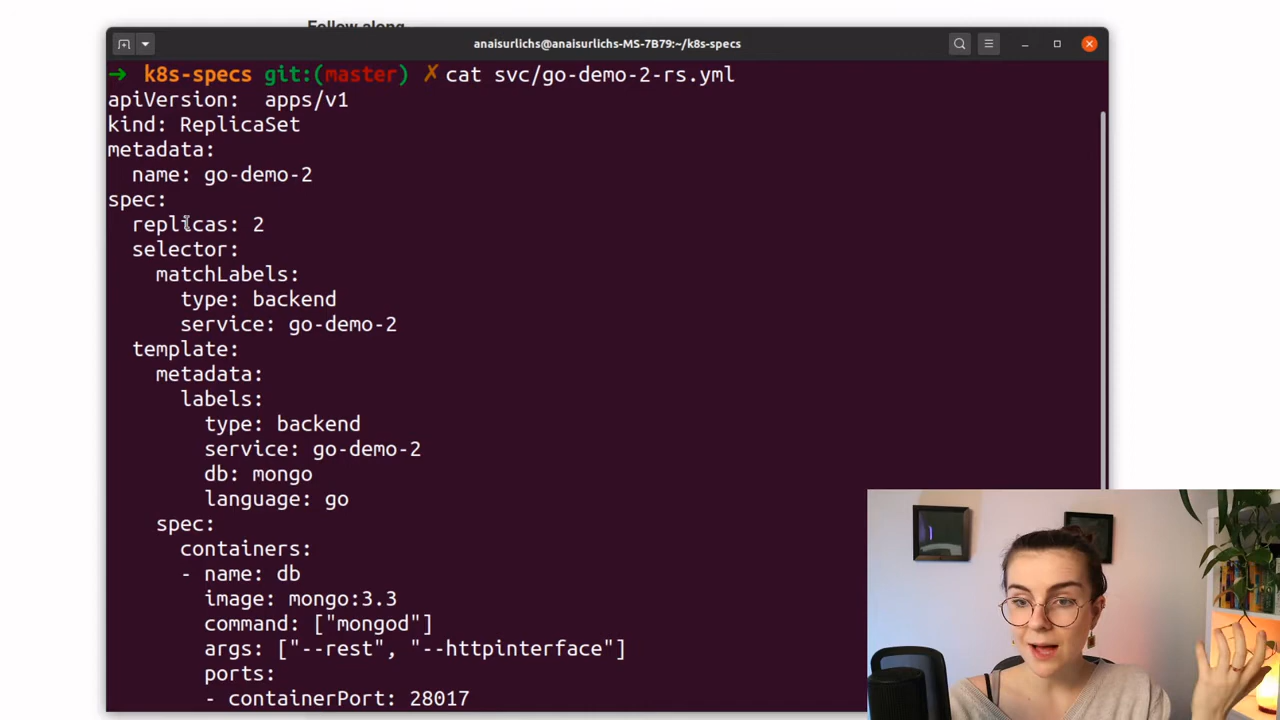 Follow along
anaisurlichs@anaisurlichs-MS-7B79:~/k8s-specs
➜ k8s-specs git:(master) ✗ cat svc/go-demo-2-rs.yml
apiVersion:  apps/v1
kind: ReplicaSet
metadata:
  name: go-demo-2
spec:
  replicas: 2
  selector:
    matchLabels:
      type: backend
      service: go-demo-2
  template:
    metadata:
      labels:
        type: backend
        service: go-demo-2
        db: mongo
        language: go
    spec:
      containers:
      - name: db
        image: mongo:3.3
        command: ["mongod"]
        args: ["--rest", "--httpinterface"]
        ports:
        - containerPort: 28017